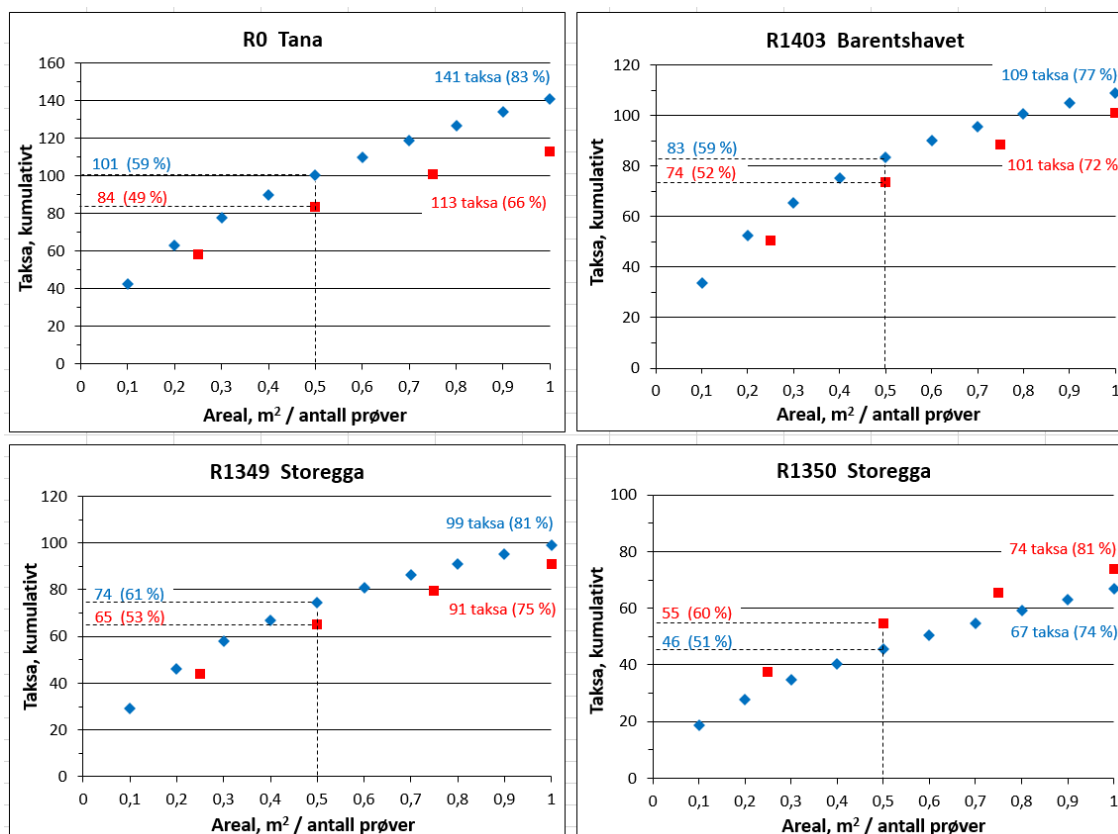 R0 Tana
Taksa, kumulativt
160
140
120
100
80
60
40
20
0
141 taksa (83 %)
101 (59 %)
84 (49 %)
113 taksa (66 %)
0 0,1 0,2 0,3 0,4 0,5 0,6 0,7 0,8 0,9 1
Areal, m² / antall prøver
R1403 Barentshavet
Taksa, kumulativt
120
100
80
60
40
20
0
109 taksa (77 %)
83 (59 %)
74 (52 %)
101 taksa (72 %
0 0,1 0,2 0,3 0,4 0,5 0,6 0,7 0,8 0,9 1
Areal, m² / antall prøver
R1349 Storegga
Taksa, kumulativt
120
100
80
60
40
20
0
99 taksa (81 %)
74 (61 %)
65 (53 %)
91 taksa (75 %)
0 0,1 0,2 0,3 0,4 0,5 0,6 0,7 0,8 0,9 1
Areal, m² / antall prøver
R1350 Storegga
Taksa, kumulativt
100
80
60
40
20
0
74 taksa (81 %)
55 (60 %)
46 (51 %)
67 taksa (74 %)
0 0,1 0,2 0,3 0,4 0,5 0,6 0,7 0,8 0,9 1
Areal, m² / antall prøver